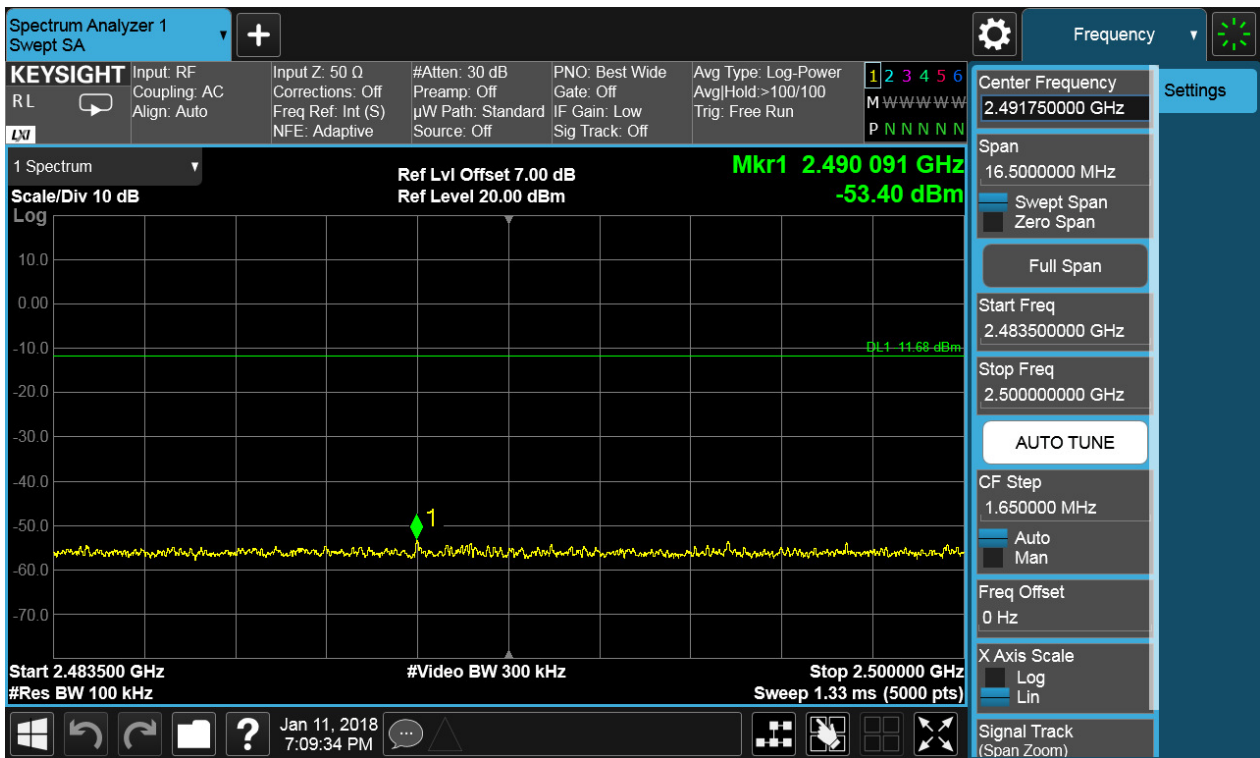 Spectrum Analyzer 1
Swept SA
+
Frequency
KEYSIGHT
RL
LXI
Input: RF
Coupling: AC
Align: Auto
Input Z: 50 Ω
Corrections: Off
Freq Ref: Int (S)
NFE: Adaptive
#Atten: 30 dB
Preamp: Off
µW Path: Standard
Source: Off
PNO: Best Wide
Gate: Off
IF Gain: Low
Sig Track: Off
Avg Type: Log-Power
Avg|Hold:>100/100
Trig: Free Run
1 2 3 4 5 6
M W W W W W
P N N N N N
1 Spectrum
Scale/Div 10 dB
Log
Ref Lvl Offset 7.00 dB
Ref Level 20.00 dBm
Mkr1 2.490 091 GHz
-53.40 dBm
10.0
0.00
-10.0
DL1 -11.68 dBm
-20.0
-30.0
-40.0
1
-50.0
-60.0
-70.0
Start 2.483500 GHz
#Video BW 300 kHz
Stop 2.500000 GHz
#Res BW 100 kHz
Sweep 1.33 ms (5000 pts)
Center Frequency
2.491750000 GHz
Span
16.5000000 MHz
Swept Span
Zero Span
Full Span
Start Freq
2.483500000 GHz
Stop Freq
2.500000000 GHz
AUTO TUNE
CF Step
1.650000 MHz
Auto
Man
Freq Offset
0 Hz
X Axis Scale
Log
Lin
Signal Track
(Span Zoom)
Settings
?
Jan 11, 2018
7:09:34 PM